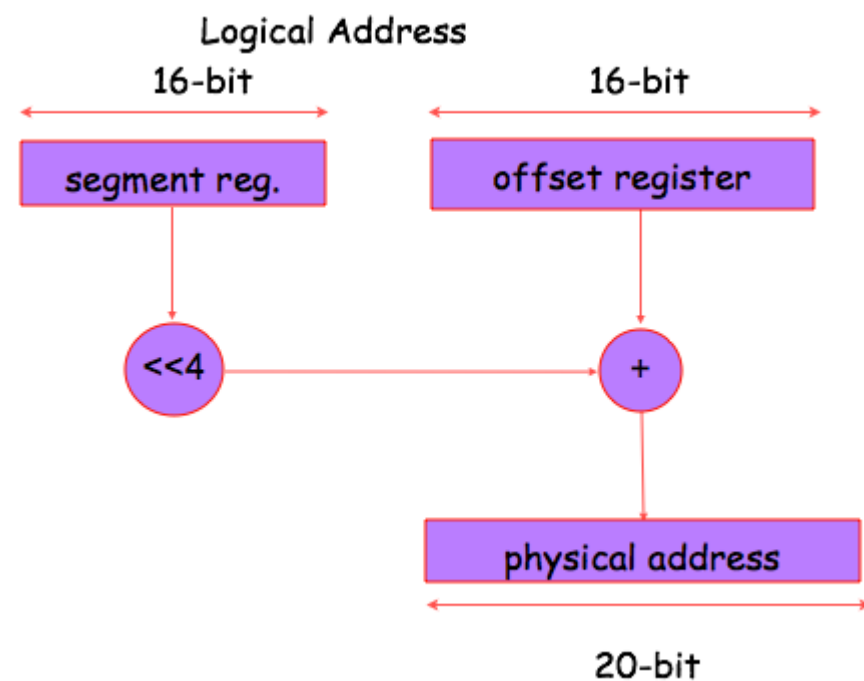 Logical Address
16-bit
16-bit
segment reg.
offset register
<<4
+
physical address
20-bit